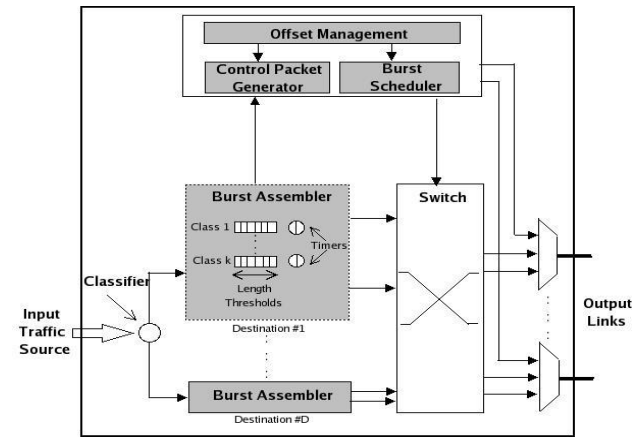 Offset Management
Control Packet
Generator
Burst
Scheduler
Burst Assembler
Class 1
Class k
Timers
Length
Thresholds
Destination #1
Switch
Classifier
Input
Traffic
Source
Output
Links
Burst Assembler
Destination #D